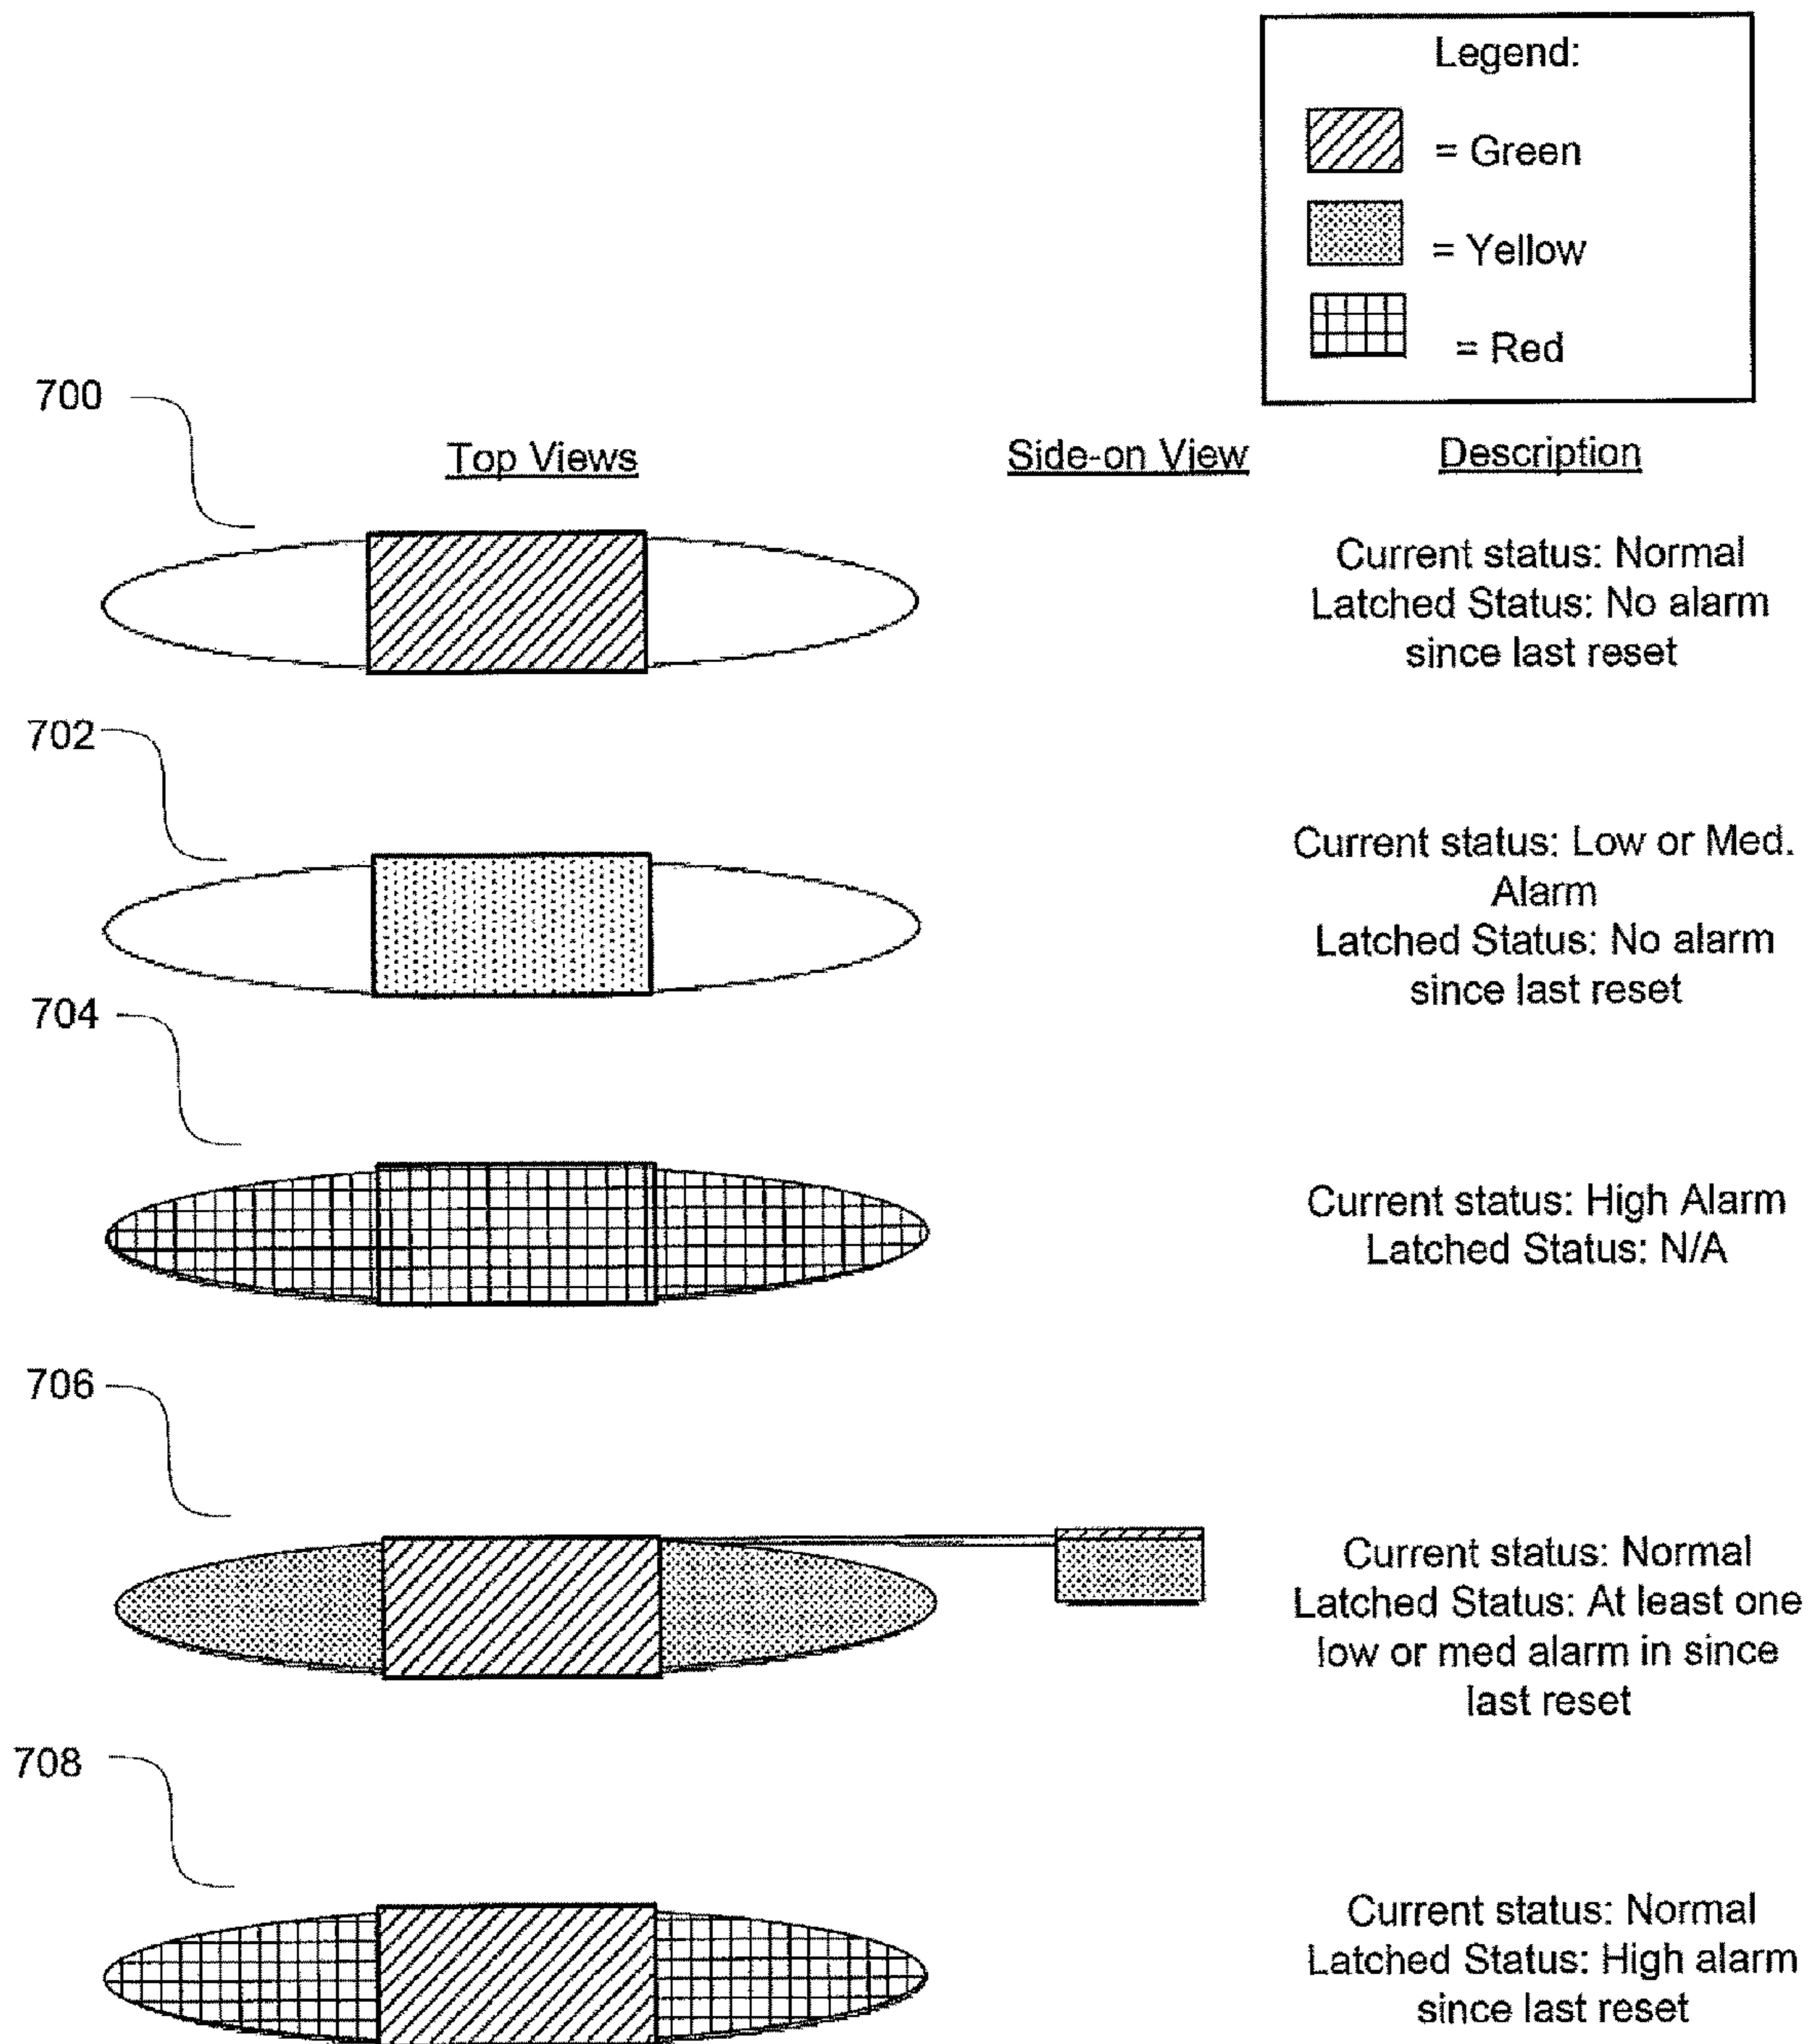 Legend:
= Green
= Yellow
= Red
700
Top Views
Side-on View
Description
Current status: Normal
Latched Status: No alarm
since last reset
702
Current status: Low or Med.
Alarm
Latched Status: No alarm
since last reset
704
Current status: High Alarm
Latched Status: N/A
706
Current status: Normal
Latched Status: At least one
low or med alarm in since
last reset
708
Current status: Normal
Latched Status: High alarm
since last reset